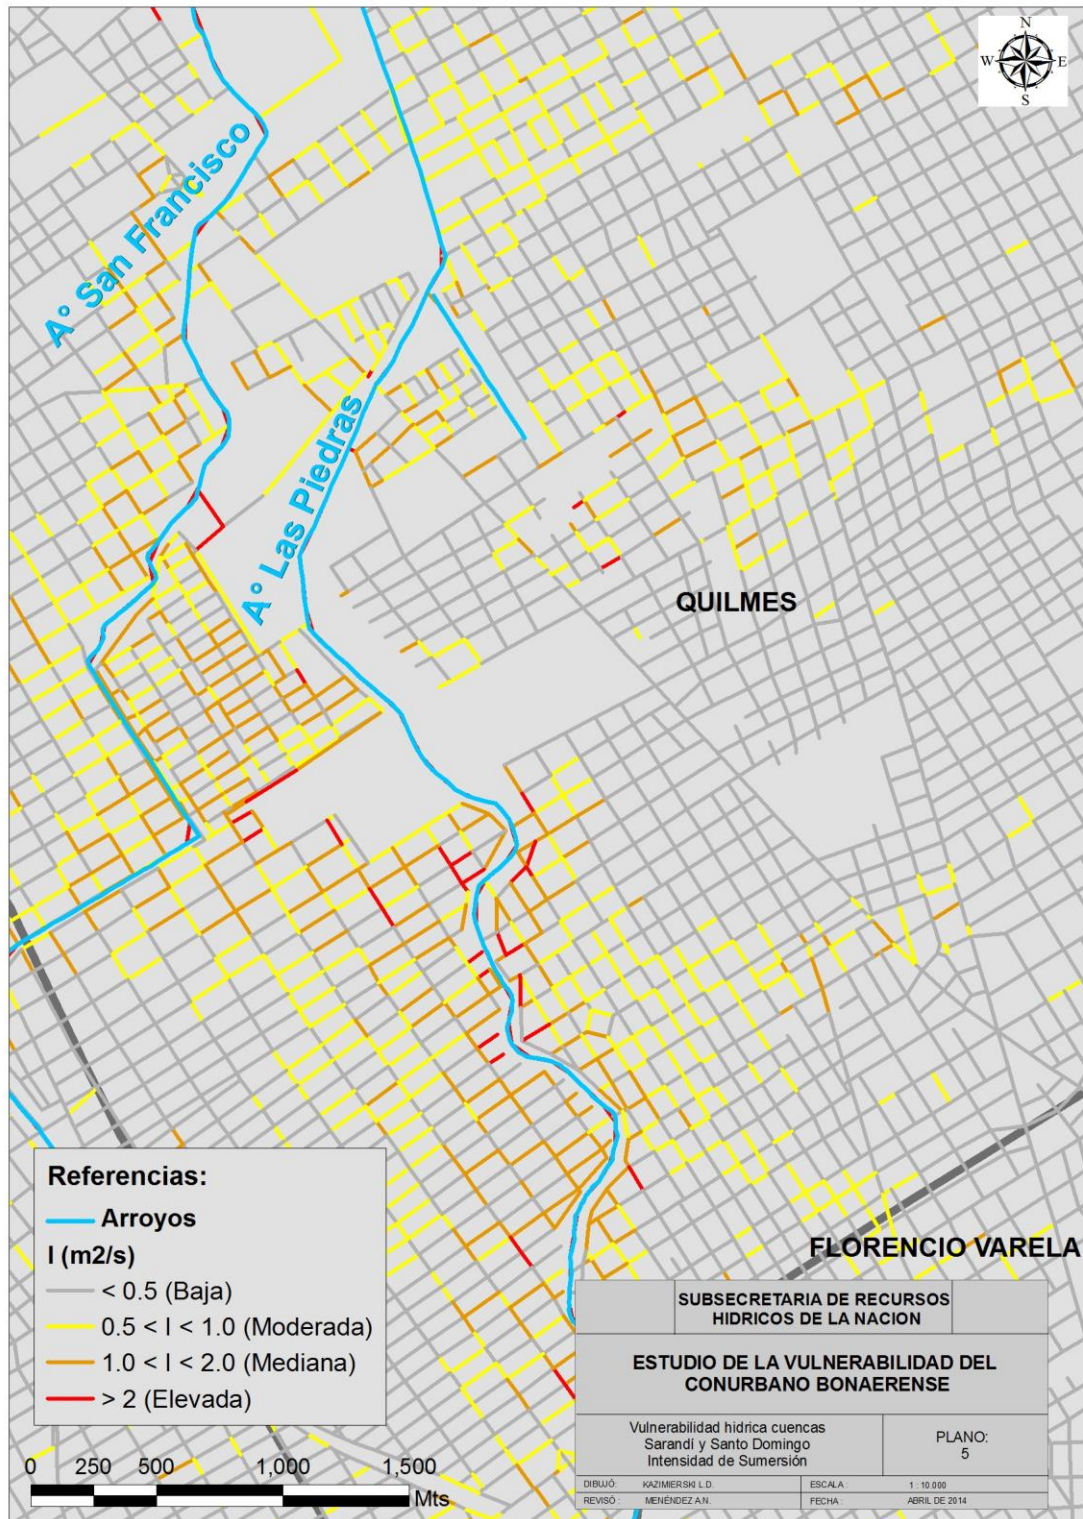 N
W E
S
A° San Francisco
A° Las Piedras
QUILMES
FLORENCIO VARELA
Referencias:
Arroyos
I (m2/s)
< 0.5 (Baja)
0.5 < I < 1.0 (Moderada)
1.0 < I < 2.0 (Mediana)
> 2 (Elevada)
0 250 500 1,000 1,500
Mts
SUBSECRETARIA DE RECURSOS
HIDRICOS DE LA NACION
ESTUDIO DE LA VULNERABILIDAD DEL
CONURBANO BONAERENSE
Vulnerabilidad hidrica cuencas
Sarandí y Santo Domingo
Intensidad de Sumersión
PLANO:
5
DIBUJÓ: KAZIMIERSKI L.D. ESCALA : 1 : 10.000
REVISÓ : MENÉNDEZ A.N. FECHA : ABRIL DE 2014